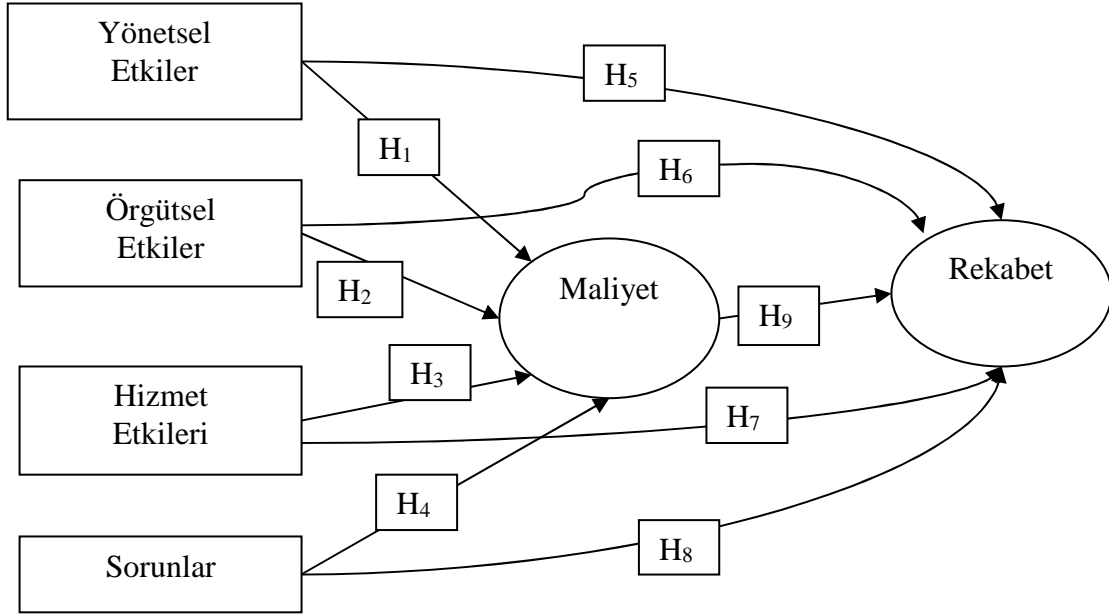 Yönetsel
Etkiler
H₅
H₁
Örgütsel
Etkiler
H₆
H₂
Maliyet
Rekabet
H₉
Hizmet
Etkileri
H₃
H₇
H₄
Sorunlar
H₈